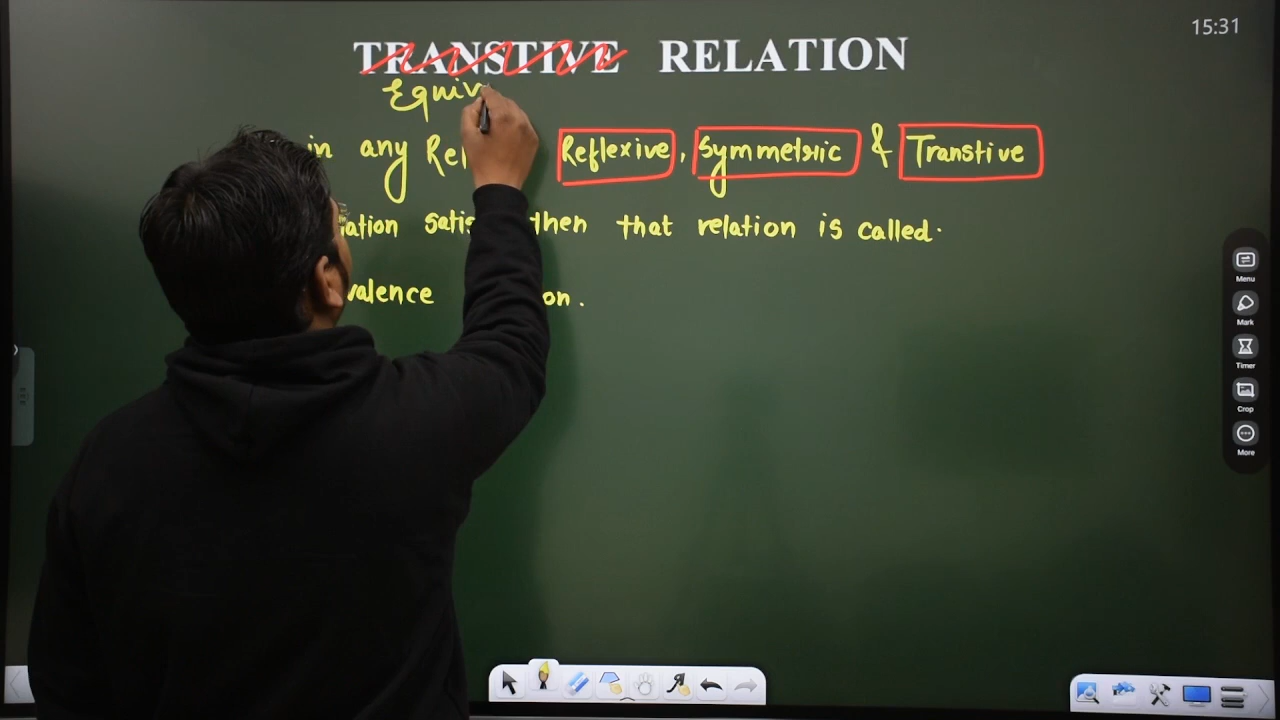 15:31
TRANSTIVE RELATION
Equiv
in any Rel Reflexive, Symmetric & Transtive
ation satis then that relation is called.
valence on.
Menu
Mark
Timer
Crop
More